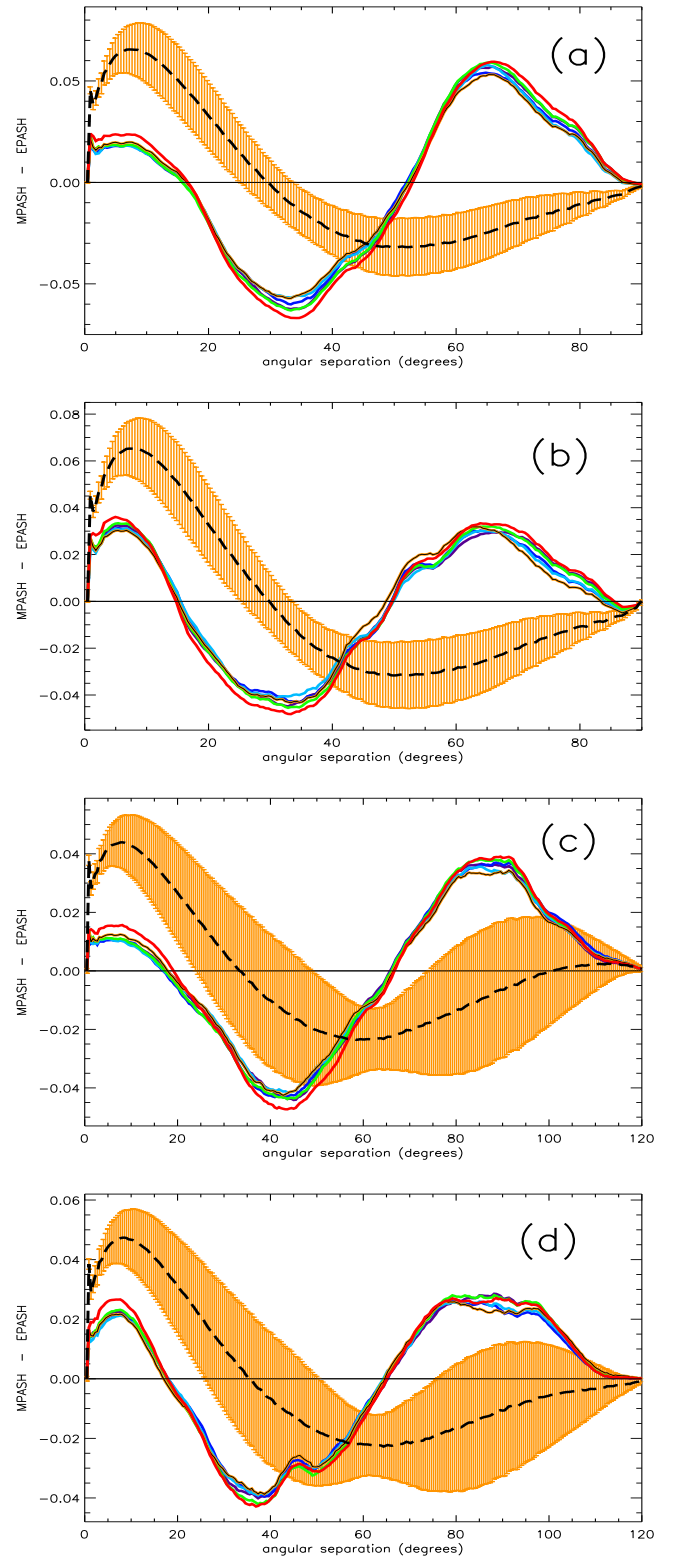 (a)
MPASH − EPASH
0.05
0.00
−0.05
0 20 40 60 80
angular separation (degrees)
(b)
MPASH − EPASH
0.08
0.06
0.04
0.02
0.00
−0.02
−0.04
0 20 40 60 80
angular separation (degrees)
(c)
MPASH − EPASH
0.04
0.02
0.00
−0.02
−0.04
0 20 40 60 80 100 120
angular separation (degrees)
(d)
MPASH − EPASH
0.06
0.04
0.02
0.00
−0.02
−0.04
0 20 40 60 80 100 120
angular separation (degrees)